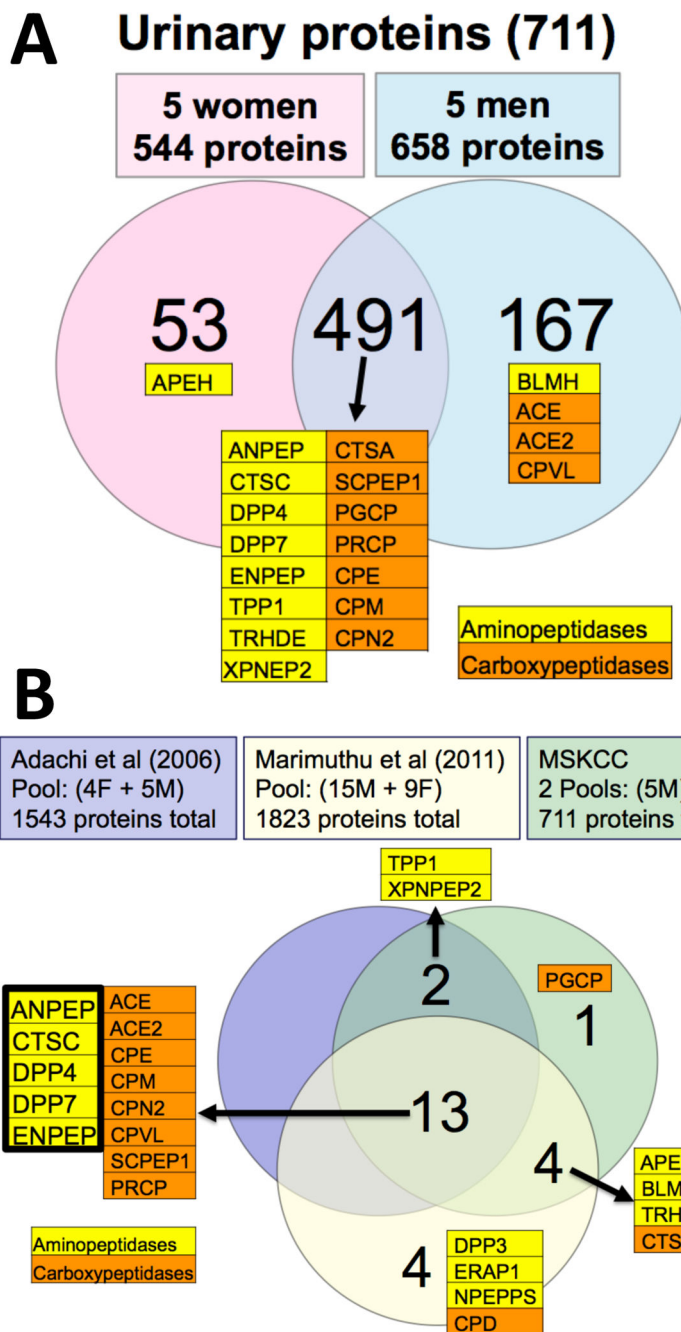 A
Urinary proteins (711)
5 women
544 proteins
5 men
658 proteins
53
491
167
APEH
BLMH
ACE
ACE2
CPVL
ANPEP CTSA
CTSC SCPEP1
DPP4 PGCP
DPP7 PRCP
ENPEP CPE
TPP1 CPM
TRHDE CPN2
XPNEP2
Aminopeptidases
Carboxypeptidases
B
Adachi et al (2006)
Pool: (4F + 5M)
1543 proteins total
Marimuthu et al (2011)
Pool: (15M + 9F)
1823 proteins total
MSKCC
2 Pools: (5M)
711 proteins
TPP1
XPNPEP2
2
PGCP
1
ANPEP
CTSC
DPP4
DPP7
ENPEP
ACE
ACE2
CPE
CPM
CPN2
CPVL
SCPEP1
PRCP
13
4
APE
BLM
TRH
CTS
4
DPP3
ERAP1
NPEPPS
CPD
Aminopeptidases
Carboxypeptidases